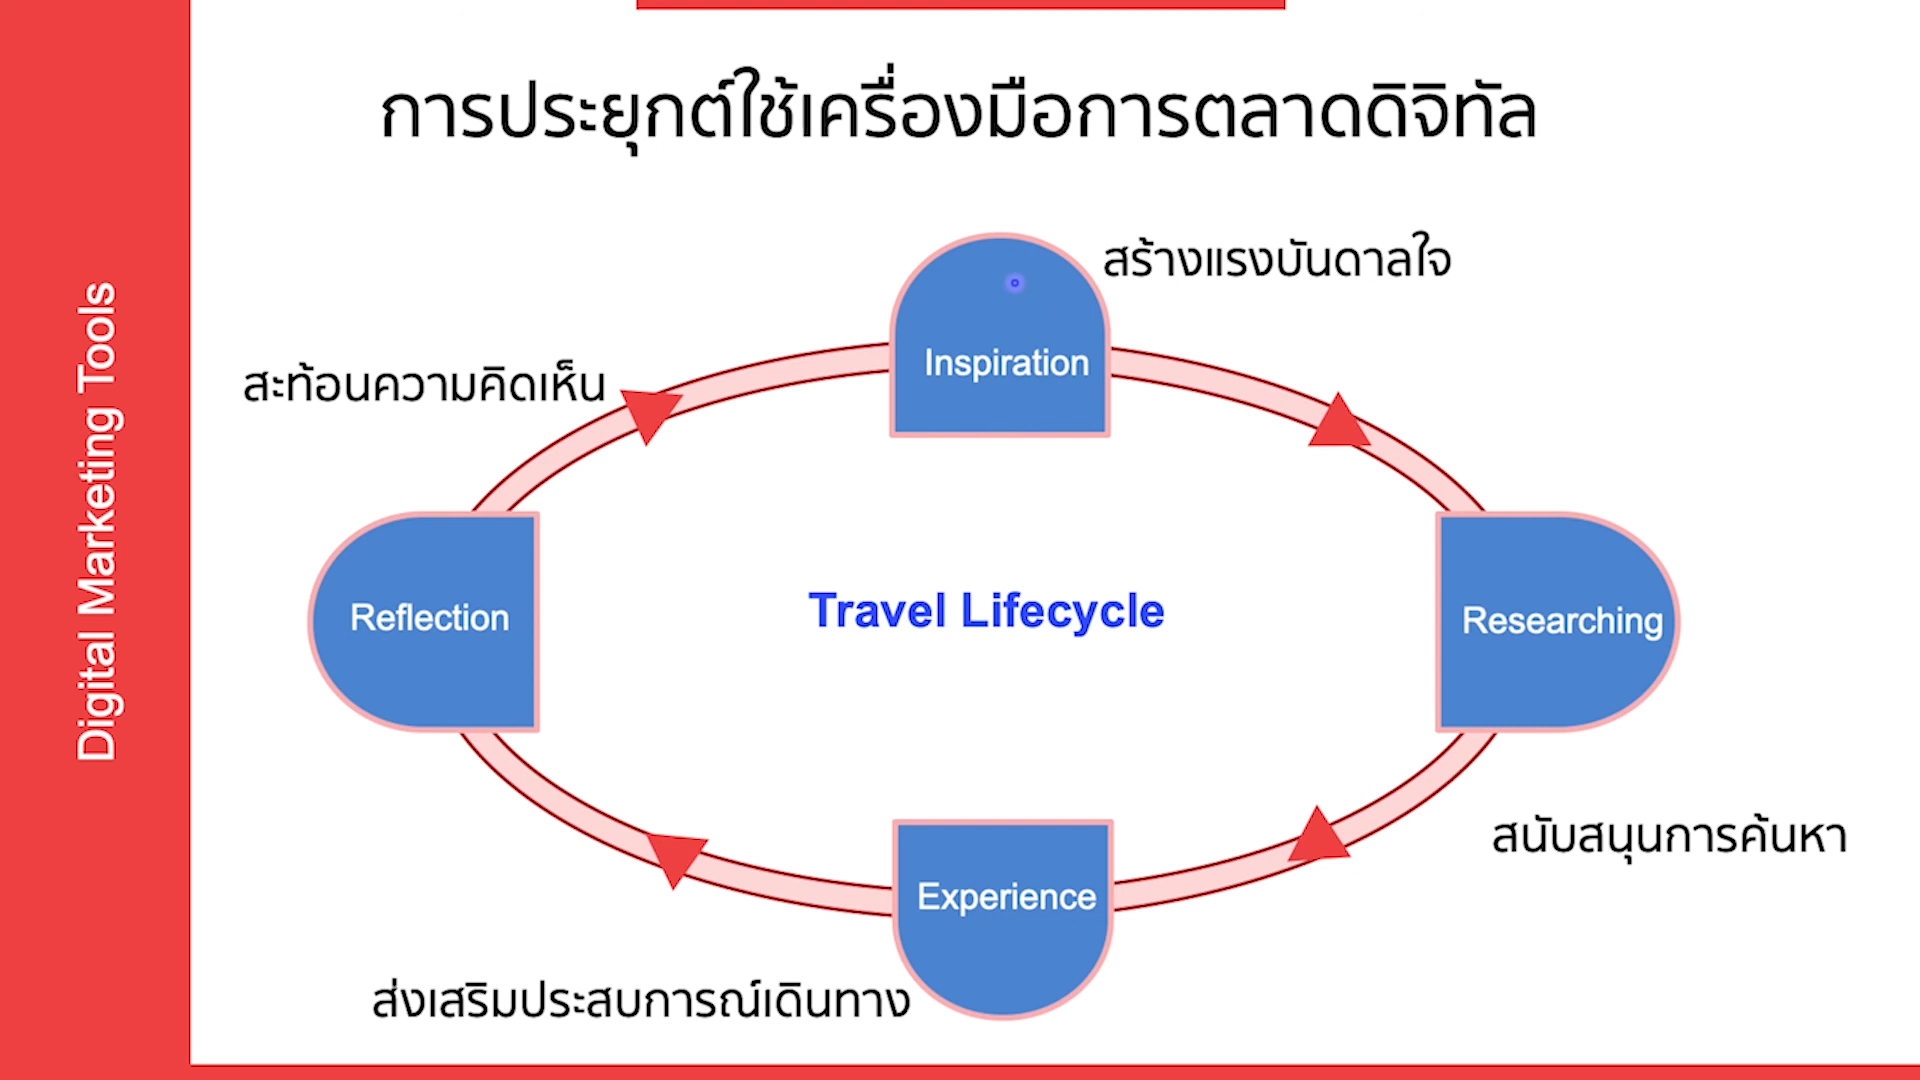 การประยุกต์ใช้เครื่องมือการตลาดดิจิทัล
Digital Marketing Tools
สร้างแรงบันดาลใจ
Inspiration
สะท้อนความคิดเห็น
Reflection
Travel Lifecycle
Researching
สนับสนุนการค้นหา
Experience
ส่งเสริมประสบการณ์เดินทาง